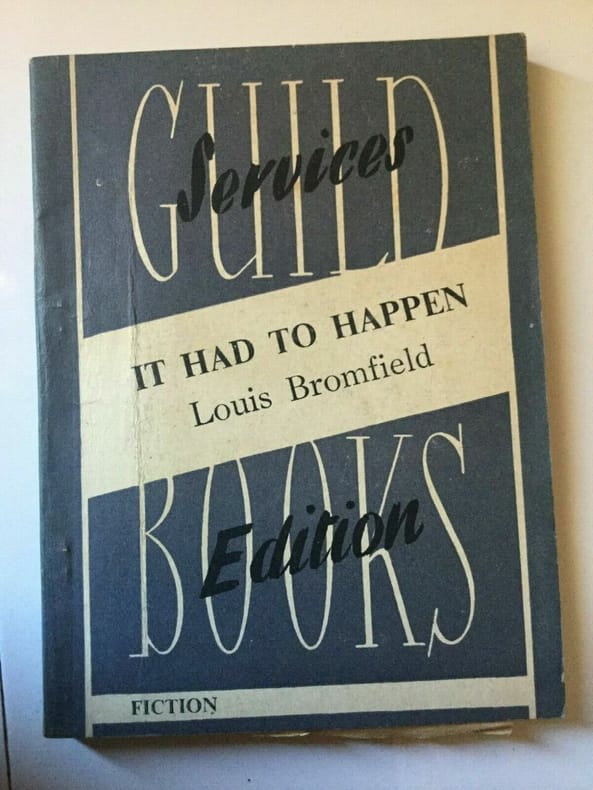 GUILD
Services
IT HAD TO HAPPEN
Louis Bromfield
BOOKS
Edition
FICTION